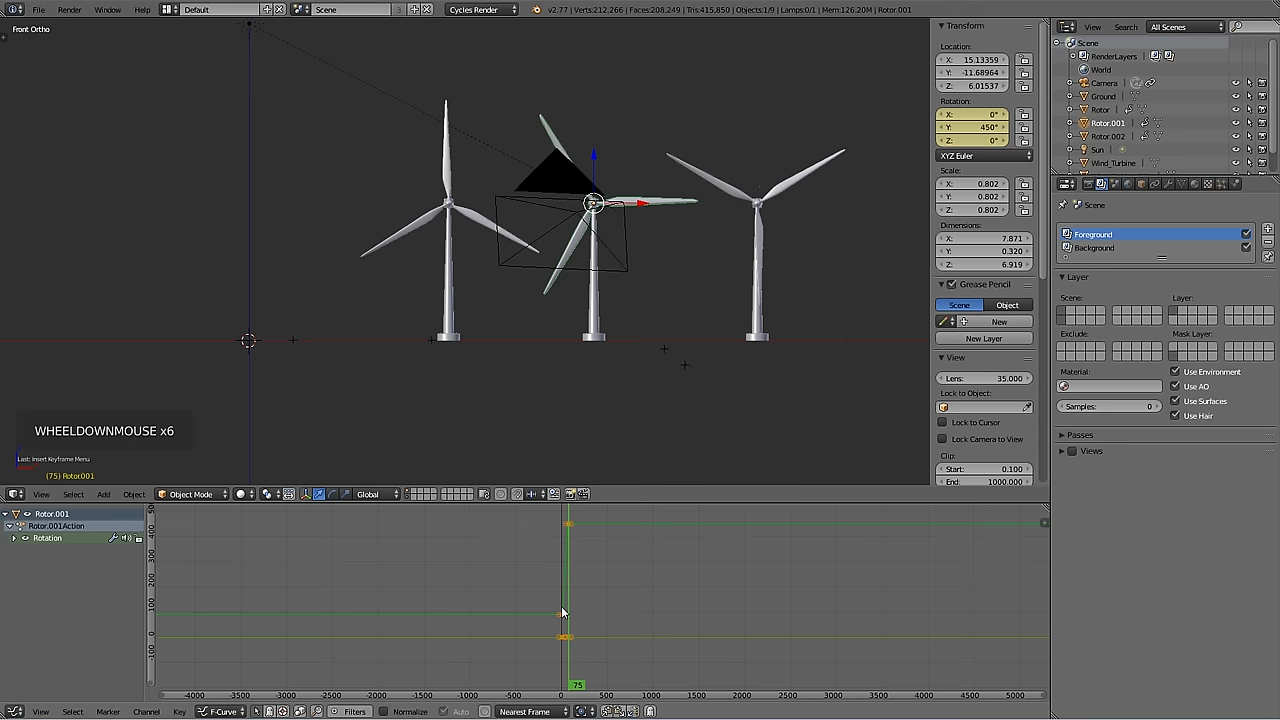 File Render Window Help Default Scene 3 Cycles Render v2.77 | Verts:212,266 | Faces:208,249 | Tris:415,850 | Objects:1/9 | Lamps:0/1 | Mem:126.20M | Rotor.001
Front Ortho
Transform
Location:
X: 15.13359
Y: -11.68964
Z: 6.01537
Rotation:
X: 0°
Y: 450°
Z: 0°
XYZ Euler
Scale:
X: 0.802
Y: 0.802
Z: 0.802
Dimensions:
X: 7.871
Y: 0.320
Z: 6.919
Grease Pencil
Scene Object
New
New Layer
View
Lens: 35.000
Lock to Object:
Lock to Cursor
Lock Camera to View
Clip:
Start: 0.100
End: 1000.000
View Search All Scenes
Scene
RenderLayers
World
Camera
Ground
Rotor
Rotor.001
Rotor.002
Sun
Wind_Turbine
Scene
Foreground
Background
Layer
Scene: Layer:
Exclude: Mask Layer:
Material:
Samples: 0
Use Environment
Use AO
Use Surfaces
Use Hair
Passes
Views
WHEELDOWNMOUSE x6
Last: Insert Keyframe Menu
(75) Rotor.001
View Select Add Object Object Mode Global
Rotor.001
Rotor.001Action
Rotation
400
300
200
100
0
-100
-4000 -3500 -3000 -2500 -2000 -1500 -1000 -500 0 500 1000 1500 2000 2500 3000 3500 4000 4500 5000
75
View Select Marker Channel Key F-Curve Filters Normalize Auto Nearest Frame